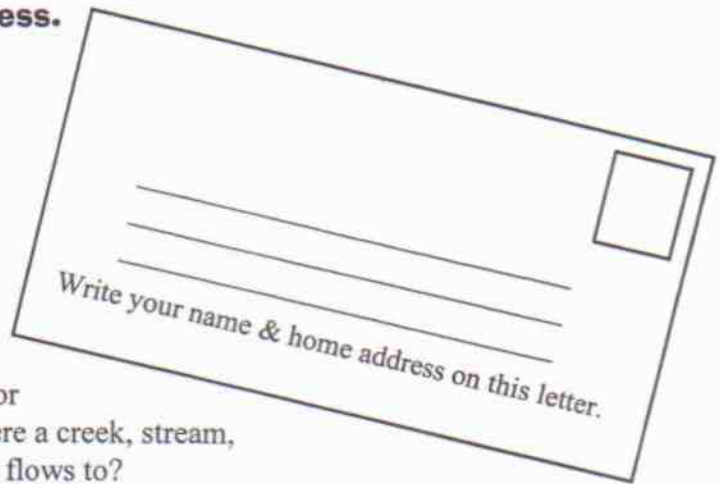 ess.
Write your name & home address on this letter.
or
ere a creek, stream,
flows to?